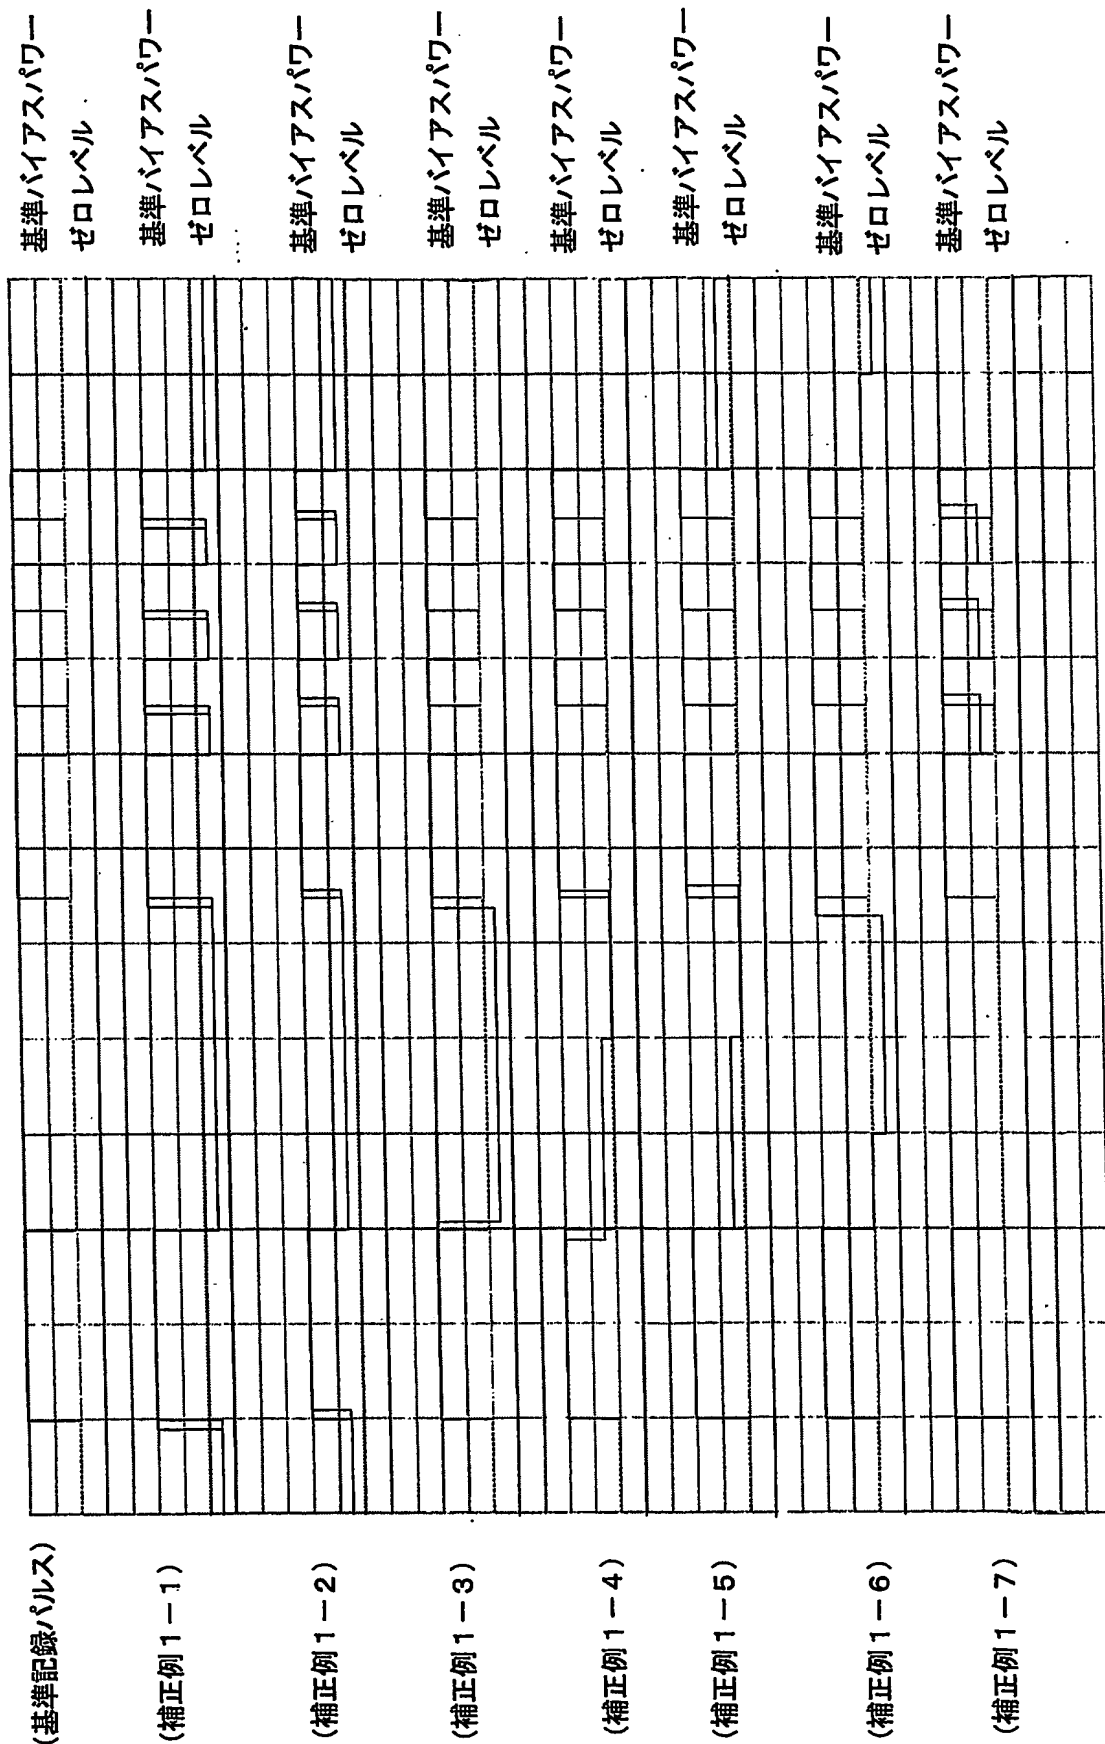 (基準記録パルス)
基準バイアスパワー
ゼロレベル
(補正例1-1)
基準バイアスパワー
ゼロレベル
(補正例1-2)
基準バイアスパワー
ゼロレベル
(補正例1-3)
基準バイアスパワー
ゼロレベル
(補正例1-4)
基準バイアスパワー
ゼロレベル
(補正例1-5)
基準バイアスパワー
ゼロレベル
(補正例1-6)
基準バイアスパワー
ゼロレベル
(補正例1-7)
基準バイアスパワー
ゼロレベル